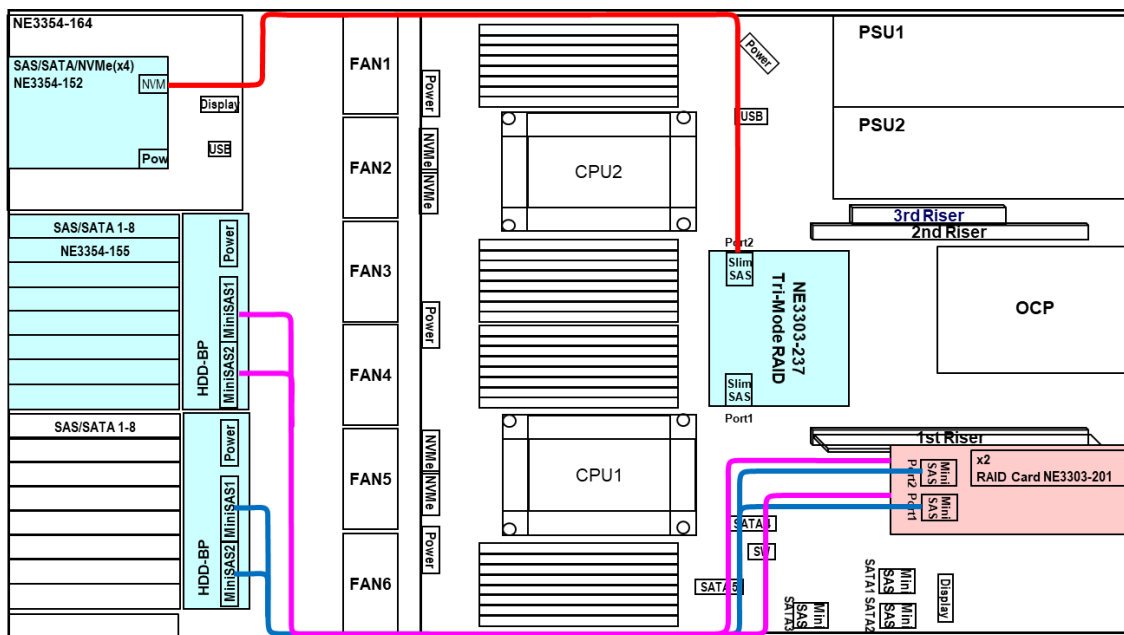 NE3354-164
SAS/SATA/NVMe(x4)
NE3354-152
NVM
Pow
Display
USB
FAN1
FAN2
FAN3
FAN4
FAN5
FAN6
Power
NVMe
NVMe
Power
NVMe
NVMe
Power
CPU2
CPU1
Power
USB
PSU1
PSU2
3rd Riser
2nd Riser
OCP
1st Riser
Port2
Slim
SAS
NE3303-237
Tri-Mode RAID
Slim
SAS
Port1
SAS/SATA 1-8
NE3354-155
Power
MiniSAS1
MiniSAS2
HDD-BP
SAS/SATA 1-8
Power
MiniSAS1
MiniSAS2
HDD-BP
x2
RAID Card NE3303-201
Port2
Mini
SAS
Port1
Mini
SAS
SATA4
SW
SATA5
SATA1
Mini
SAS
SATA2
Mini
SAS
SATA3
Mini
SAS
Display